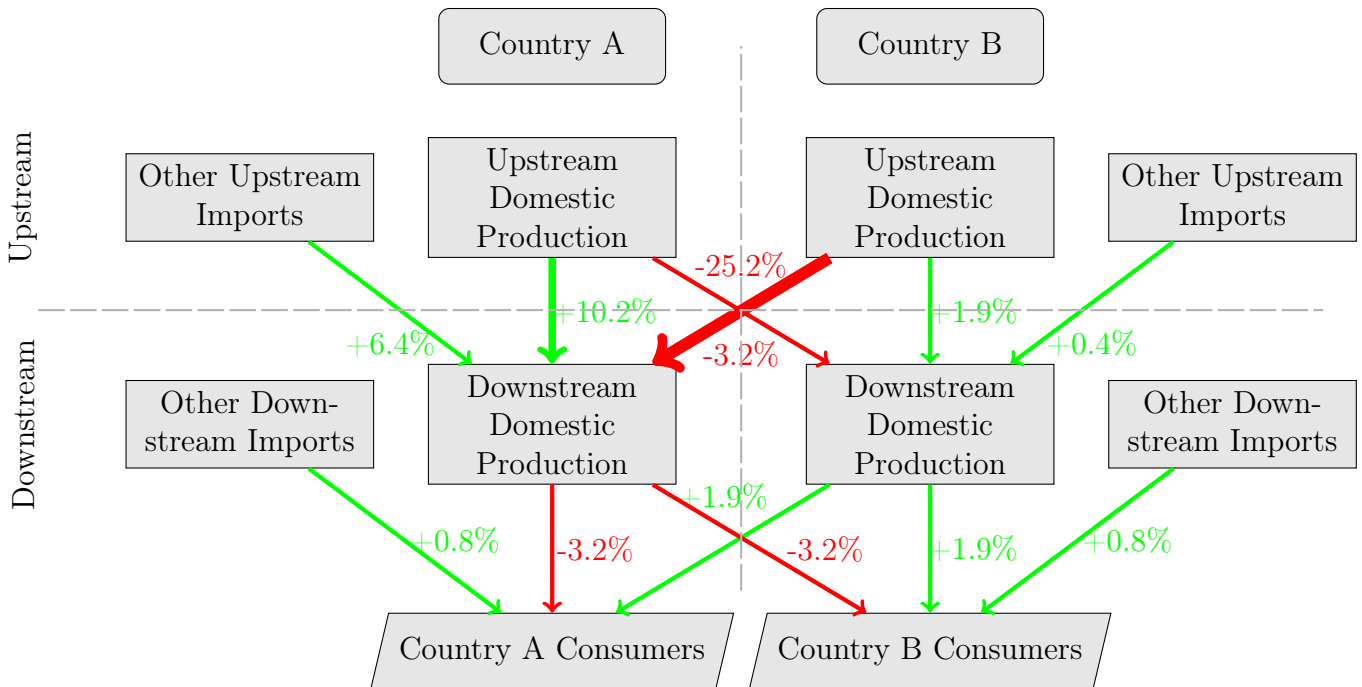 Country A
Country B
Upstream
Other Upstream
Imports
Upstream
Domestic
Production
Upstream
Domestic
Production
Other Upstream
Imports
-25.2%
+10.2%
+1.9%
+6.4%
-3.2%
+0.4%
Downstream
Other Down-
stream Imports
Downstream
Domestic
Production
Downstream
Domestic
Production
Other Down-
stream Imports
+1.9%
+0.8%
-3.2%
-3.2%
+1.9%
+0.8%
Country A Consumers
Country B Consumers